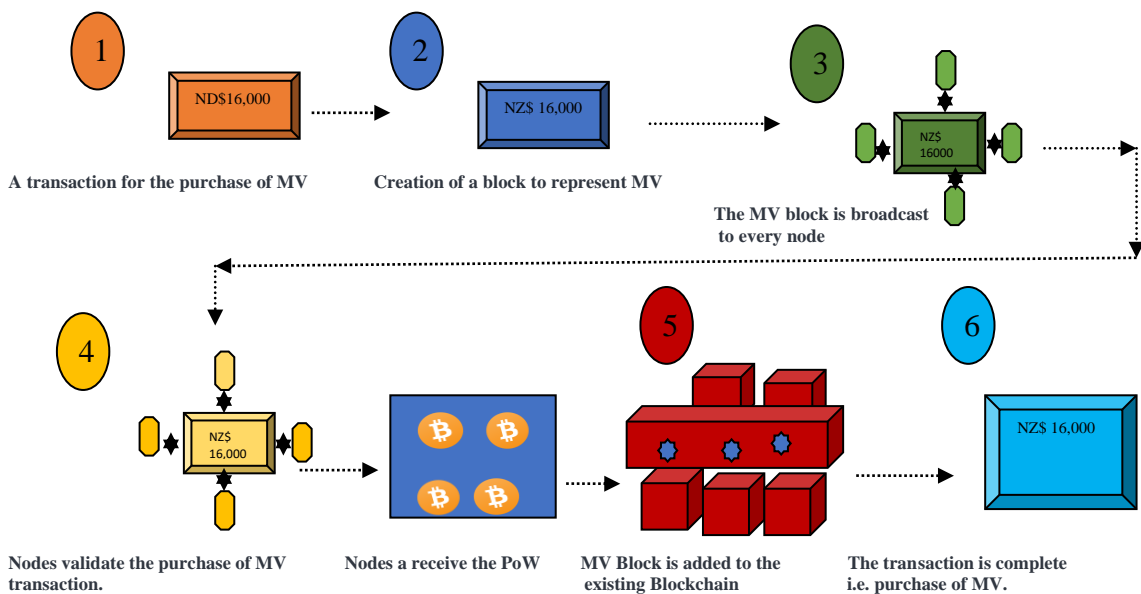 1
2
3
ND$16,000
NZ$ 16,000
NZ$
16000
A transaction for the purchase of MV
Creation of a block to represent MV
The MV block is broadcast
to every node
4
5
6
NZ$
16,000
NZ$ 16,000
Nodes validate the purchase of MV
transaction.
Nodes a receive the PoW
MV Block is added to the
existing Blockchain
The transaction is complete
i.e. purchase of MV.